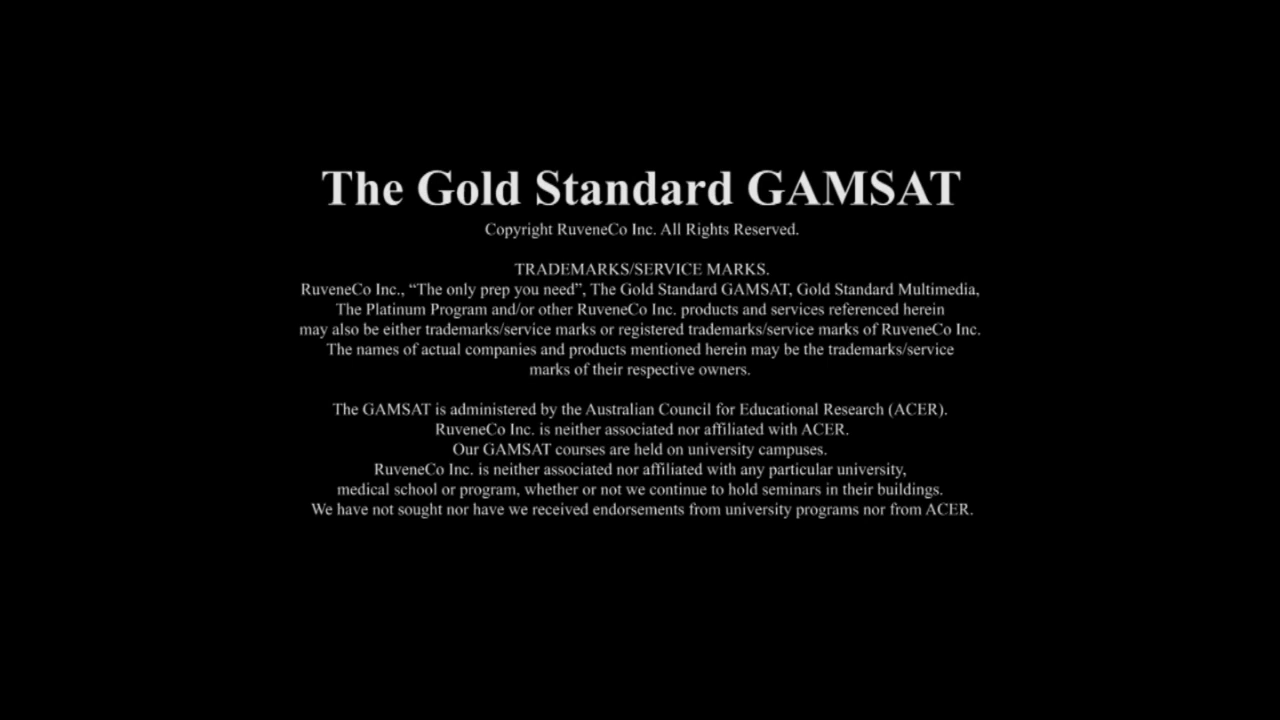 The Gold Standard GAMSAT
Copyright RuveneCo Inc. All Rights Reserved.
TRADEMARKS/SERVICE MARKS.
RuveneCo Inc., “The only prep you need”, The Gold Standard GAMSAT, Gold Standard Multimedia,
The Platinum Program and/or other RuveneCo Inc. products and services referenced herein
may also be either trademarks/service marks or registered trademarks/service marks of RuveneCo Inc.
The names of actual companies and products mentioned herein may be the trademarks/service
marks of their respective owners.
The GAMSAT is administered by the Australian Council for Educational Research (ACER).
RuveneCo Inc. is neither associated nor affiliated with ACER.
Our GAMSAT courses are held on university campuses.
RuveneCo Inc. is neither associated nor affiliated with any particular university,
medical school or program, whether or not we continue to hold seminars in their buildings.
We have not sought nor have we received endorsements from university programs nor from ACER.